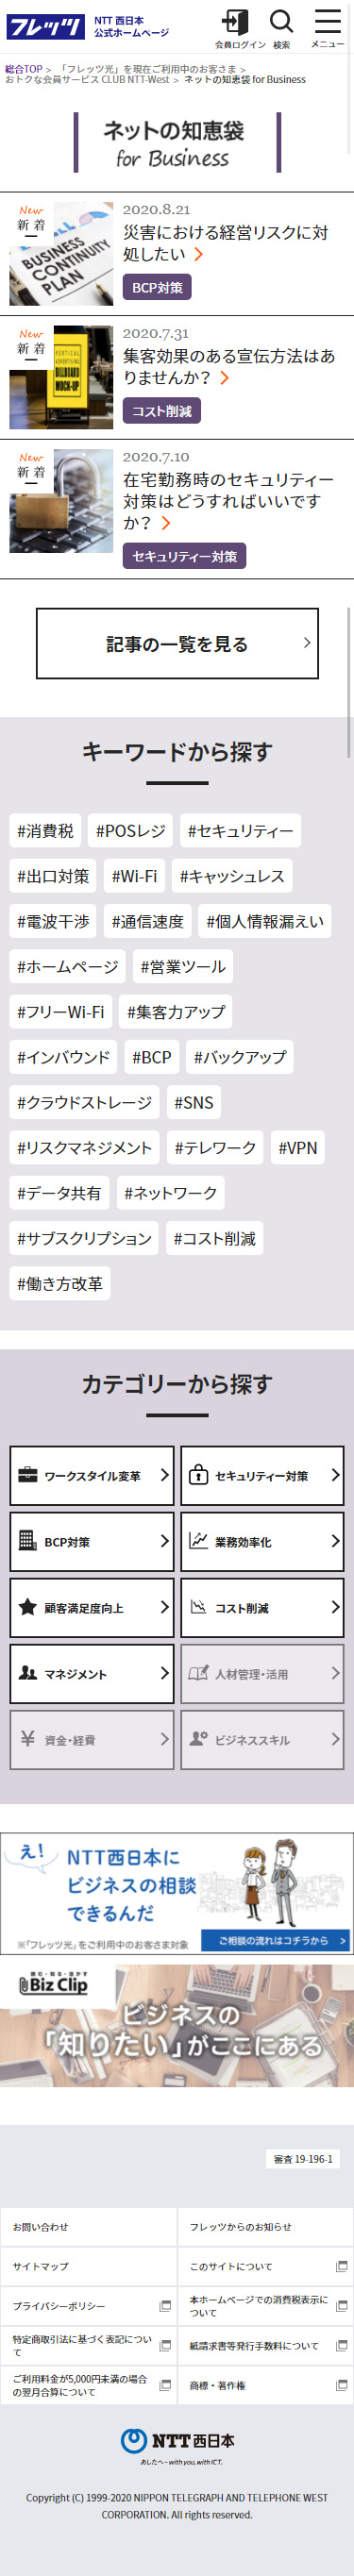 フレッツ NTT 西日本
公式ホームページ
会員ログイン 検索 メニュー
総合TOP > 「フレッツ光」を現在ご利用中のお客さま >
おトクな会員サービス CLUB NTT-West > ネットの知恵袋 for Business
ネットの知恵袋
for Business
New
新着
BUSINESS
CONTINUITY
PLAN
2020.8.21
災害における経営リスクに対
処したい
BCP対策
New
新着
VERTICAL
ADVERTISING
BILLBOARD
MOCK-UP
2020.7.31
集客効果のある宣伝方法はあ
りませんか?
コスト削減
New
新着
2020.7.10
在宅勤務時のセキュリティー
対策はどうすればいいです
か?
セキュリティー対策
記事の一覧を見る
キーワードから探す
#消費税 #POSレジ #セキュリティー
#出口対策 #Wi-Fi #キャッシュレス
#電波干渉 #通信速度 #個人情報漏えい
#ホームページ #営業ツール
#フリーWi-Fi #集客力アップ
#インバウンド #BCP #バックアップ
#クラウドストレージ #SNS
#リスクマネジメント #テレワーク #VPN
#データ共有 #ネットワーク
#サブスクリプション #コスト削減
#働き方改革
カテゴリーから探す
ワークスタイル変革 セキュリティー対策
BCP対策 業務効率化
顧客満足度向上 コスト削減
マネジメント 人材管理・活用
資金・経費 ビジネススキル
え!
NTT西日本に
ビジネスの相談
できるんだ
※「フレッツ光」をご利用中のお客さま対象
ご相談の流れはコチラから >
読む・知る・活かす
Biz Clip
ビジネスの
「知りたい」がここにある
審査 19-196-1
お問い合わせ フレッツからのお知らせ
サイトマップ このサイトについて
プライバシーポリシー 本ホームページでの消費税表示に
ついて
特定商取引法に基づく表記につい
て 紙請求書等発行手数料について
ご利用料金が5,000円未満の場合
の翌月合算について 商標・著作権
NTT西日本
あしたへ-with you, with ICT.
Copyright (C) 1999-2020 NIPPON TELEGRAPH AND TELEPHONE WEST
CORPORATION. All rights reserved.